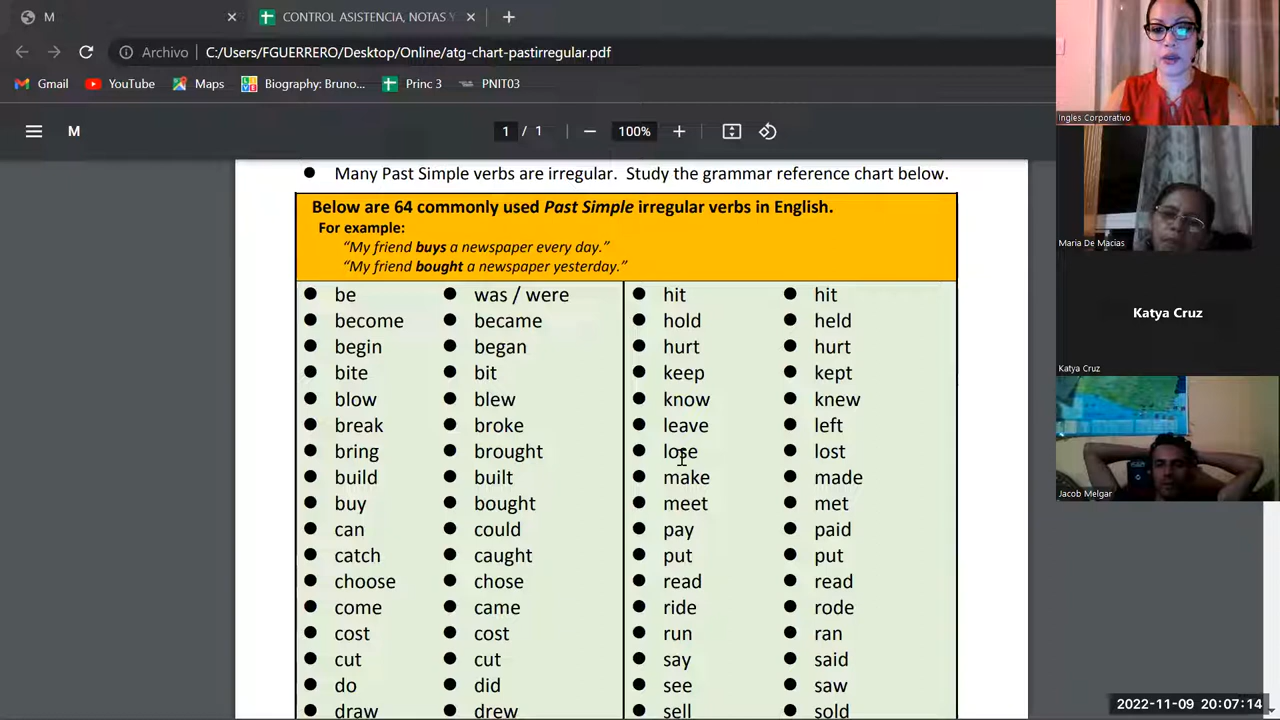 M
CONTROL ASISTENCIA, NOTAS Y
Archivo
C:/Users/FGUERRERO/Desktop/Online/atg-chart-pastirregular.pdf
Gmail
YouTube
Maps
Biography: Bruno...
Princ 3
PNIT03
M
1 / 1
100%
Many Past Simple verbs are irregular. Study the grammar reference chart below.
Below are 64 commonly used Past Simple irregular verbs in English.
For example:
“My friend buys a newspaper every day.”
“My friend bought a newspaper yesterday.”
be was / were hit hit
become became hold held
begin began hurt hurt
bite bit keep kept
blow blew know knew
break broke leave left
bring brought lose lost
build built make made
buy bought meet met
can could pay paid
catch caught put put
choose chose read read
come came ride rode
cost cost run ran
cut cut say said
do did see saw
draw drew sell sold
Ingles Corporativo
Maria De Macias
Katya Cruz
Katya Cruz
Jacob Melgar
2022-11-09 20:07:14